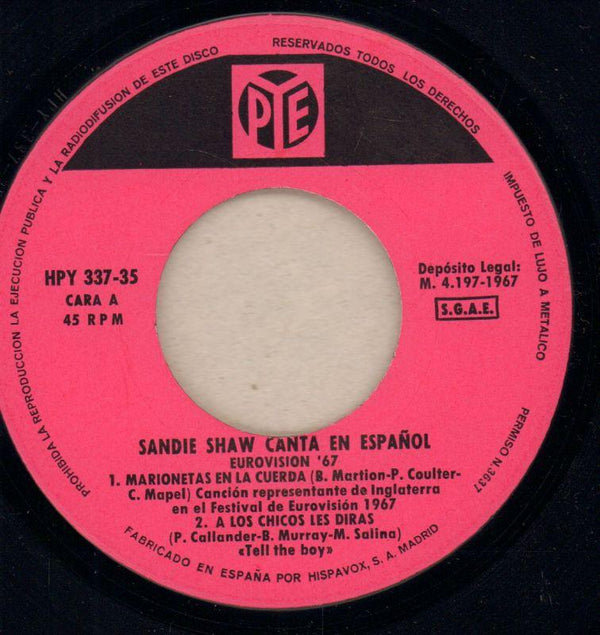 PROHIBIDA LA REPRODUCCION LA EJECUCION PUBLICA Y LA RADIODIFUSION DE ESTE DISCO
RESERVADOS TODOS LOS DERECHOS
IMPUESTO DE LUJO A METALICO
PERMISO N.3637
PYE
HPY 337-35
CARA A
45 RPM
Depósito Legal:
M. 4.197-1967
S.G.A.E.
SANDIE SHAW CANTA EN ESPAÑOL
EUROVISION '67
1. MARIONETAS EN LA CUERDA (B. Martion-P. Coulter-
C. Mapel) Canción representante de Inglaterra
en el Festival de Eurovisión 1967
2. A LOS CHICOS LES DIRAS
(P. Callander-B. Murray-M. Salina)
«Tell the boy»
FABRICADO EN ESPAÑA POR HISPAVOX, S. A. MADRID